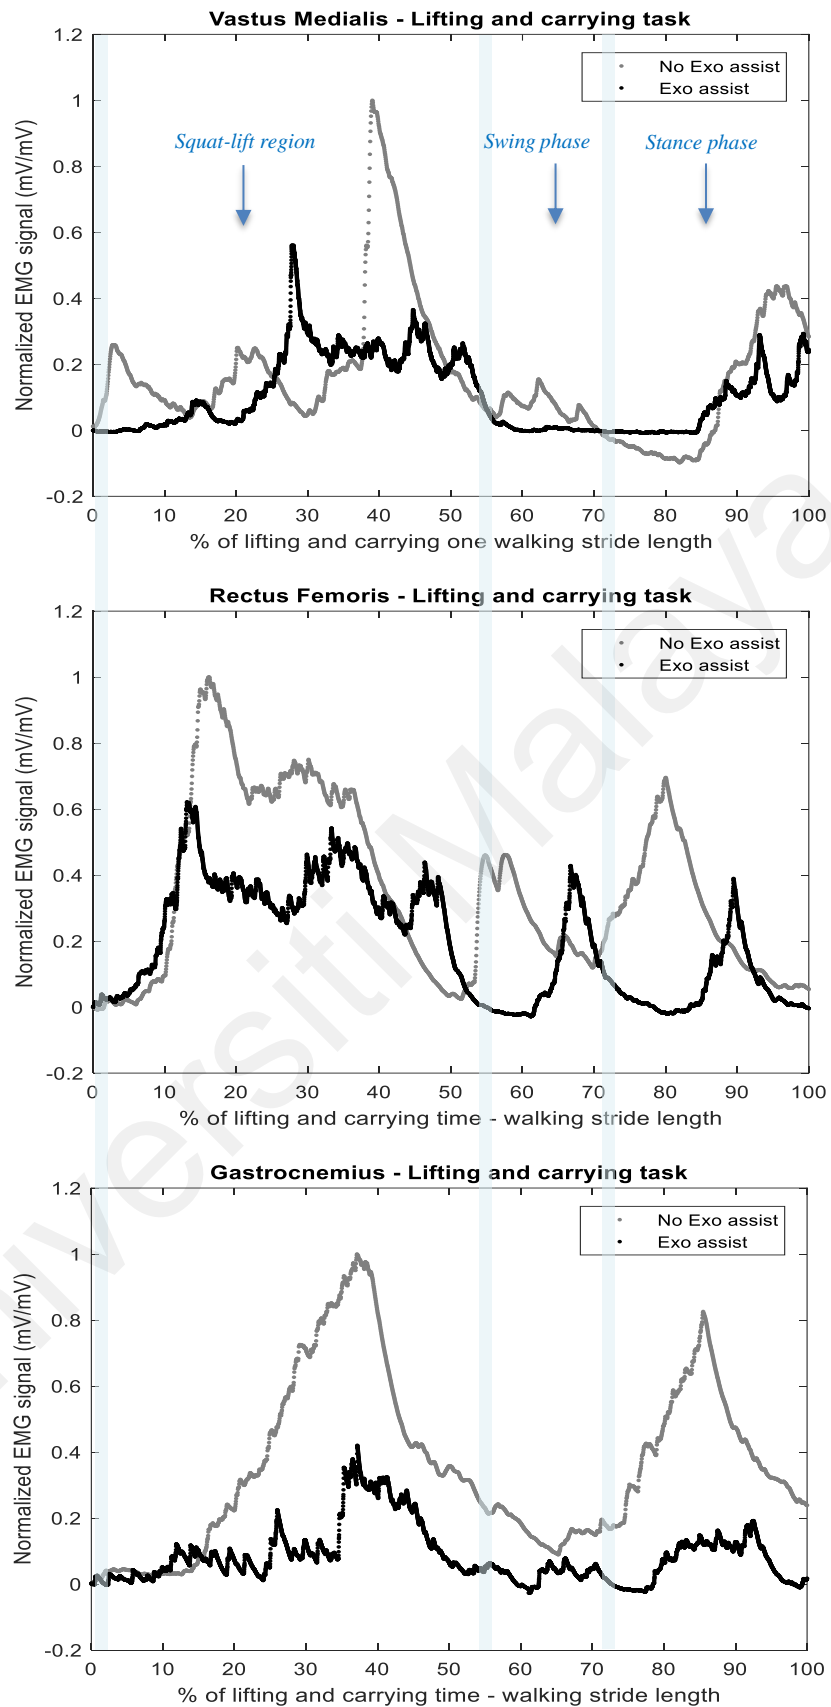 Vastus Medialis - Lifting and carrying task
1.2
1
0.8
0.6
0.4
0.2
0
-0.2
Normalized EMG signal (mV/mV)
No Exo assist
Exo assist
Squat-lift region
Swing phase
Stance phase
0 10 20 30 40 50 60 70 80 90 100
% of lifting and carrying one walking stride length
Rectus Femoris - Lifting and carrying task
1.2
1
0.8
0.6
0.4
0.2
0
-0.2
Normalized EMG signal (mV/mV)
No Exo assist
Exo assist
0 10 20 30 40 50 60 70 80 90 100
% of lifting and carrying time - walking stride length
Gastrocnemius - Lifting and carrying task
1.2
1
0.8
0.6
0.4
0.2
0
-0.2
Normalized EMG signal (mV/mV)
No Exo assist
Exo assist
0 10 20 30 40 50 60 70 80 90 100
% of lifting and carrying time - walking stride length
niversiti Malaya